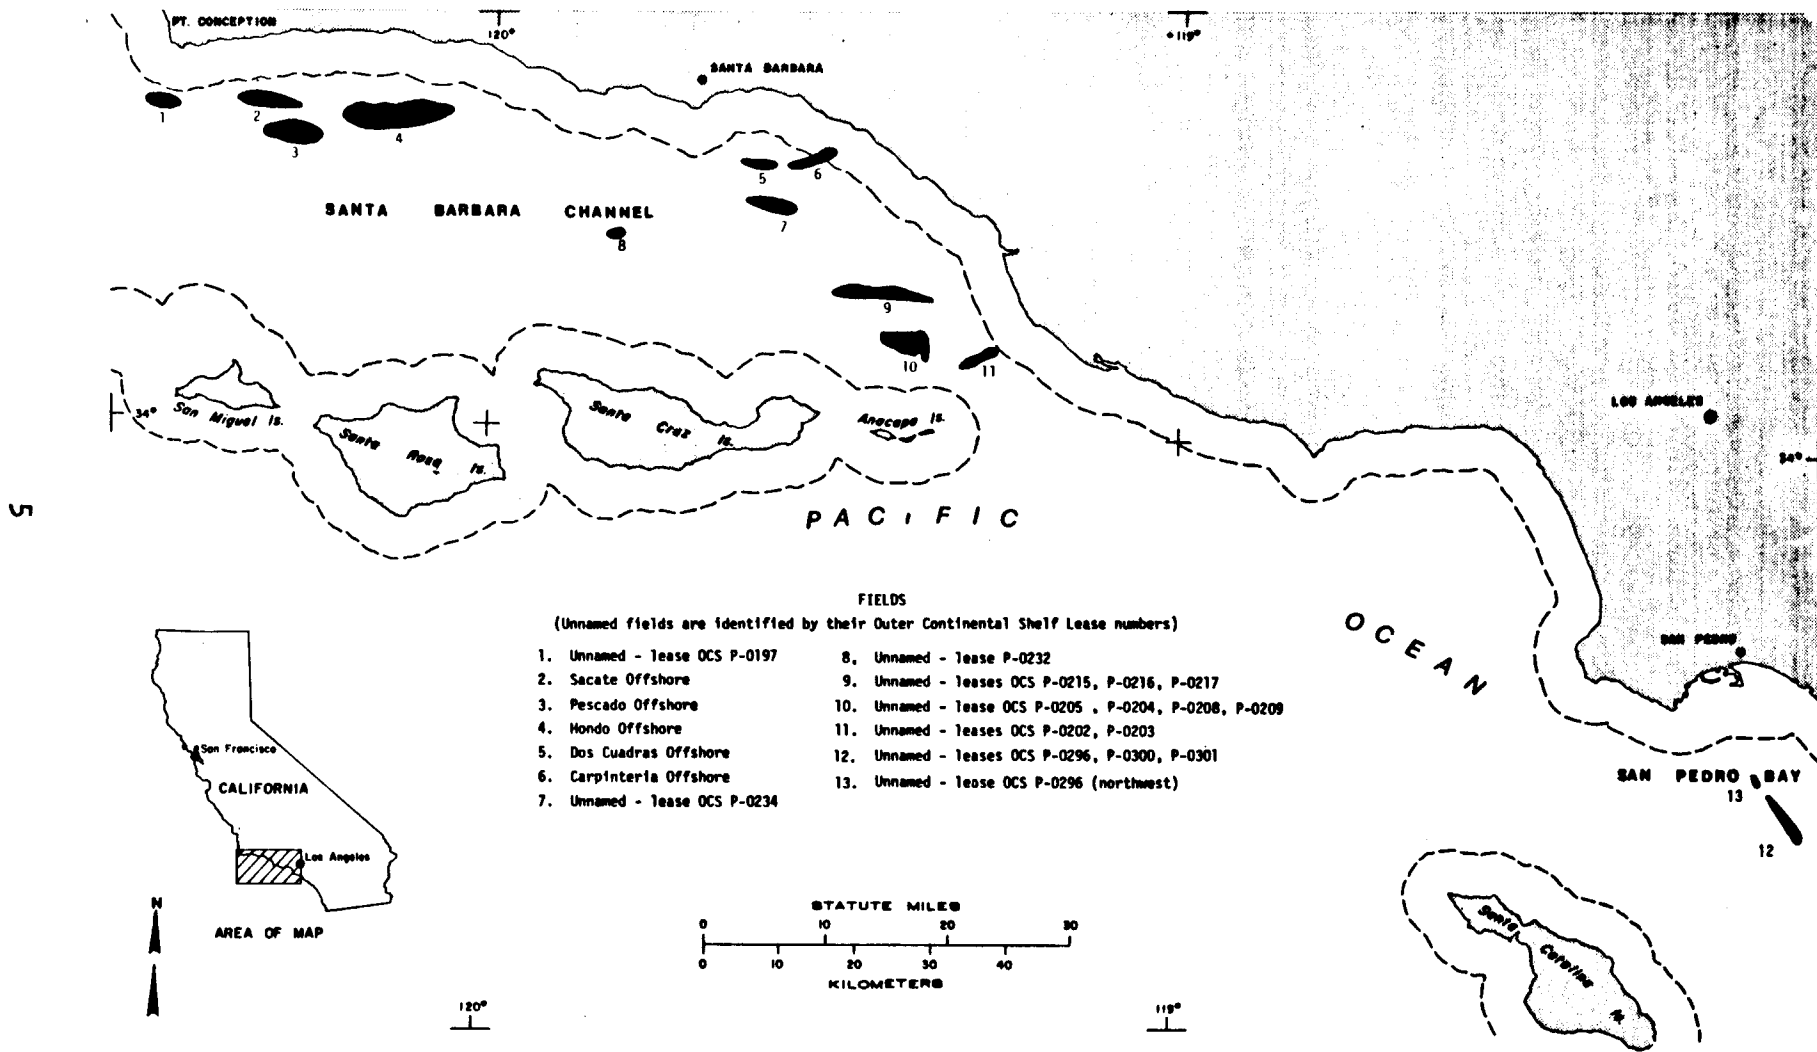 PT. CONCEPTION
120°
119°
SANTA BARBARA
1
2
3
4
5
6
7
8
SANTA BARBARA CHANNEL
9
10
11
34°
San Miguel Is.
Santa Rosa Is.
Santa Cruz Is.
Anacapa Is.
LOS ANGELES
34°
5
PACIFIC
OCEAN
SAN PEDRO
SAN PEDRO BAY
13
12
FIELDS
(Unnamed fields are identified by their Outer Continental Shelf Lease numbers)
1. Unnamed - lease OCS P-0197
2. Sacate Offshore
3. Pescado Offshore
4. Hondo Offshore
5. Dos Cuadras Offshore
6. Carpinteria Offshore
7. Unnamed - lease OCS P-0234
8. Unnamed - lease P-0232
9. Unnamed - leases OCS P-0215, P-0216, P-0217
10. Unnamed - lease OCS P-0205 , P-0204, P-0208, P-0209
11. Unnamed - leases OCS P-0202, P-0203
12. Unnamed - leases OCS P-0296, P-0300, P-0301
13. Unnamed - lease OCS P-0296 (northwest)
San Francisco
CALIFORNIA
Los Angeles
AREA OF MAP
N
STATUTE MILES
0 10 20 30
0 10 20 30 40
KILOMETERS
Santa Catalina
120°
119°